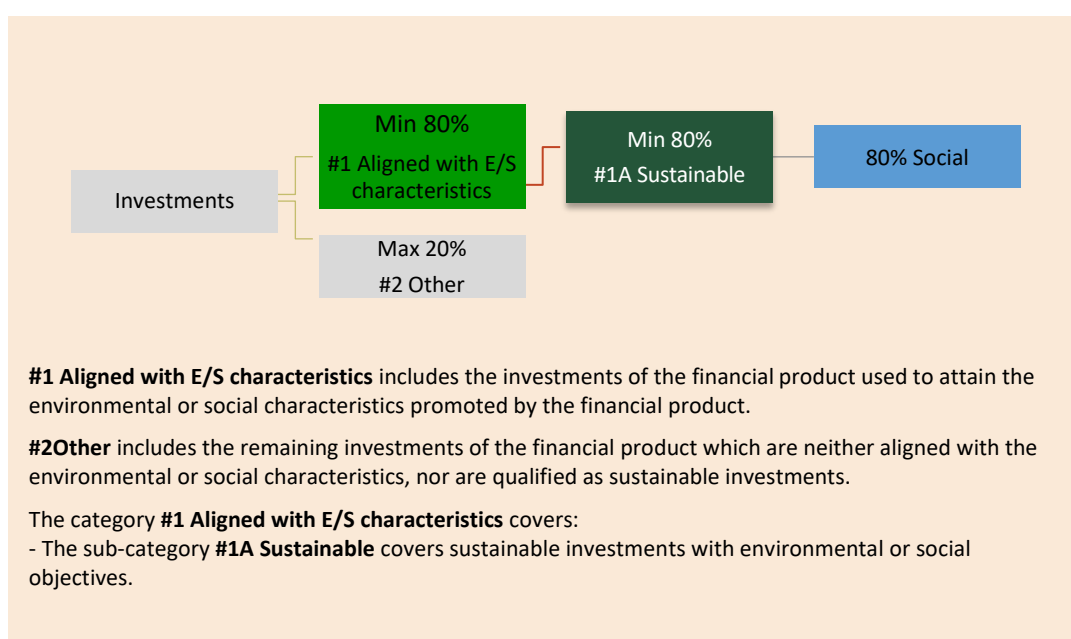 Investments
Min 80%
#1 Aligned with E/S
characteristics
Max 20%
#2 Other
Min 80%
#1A Sustainable
80% Social
#1 Aligned with E/S characteristics includes the investments of the financial product used to attain the
environmental or social characteristics promoted by the financial product.
#2Other includes the remaining investments of the financial product which are neither aligned with the
environmental or social characteristics, nor are qualified as sustainable investments.
The category #1 Aligned with E/S characteristics covers:
- The sub-category #1A Sustainable covers sustainable investments with environmental or social
objectives.